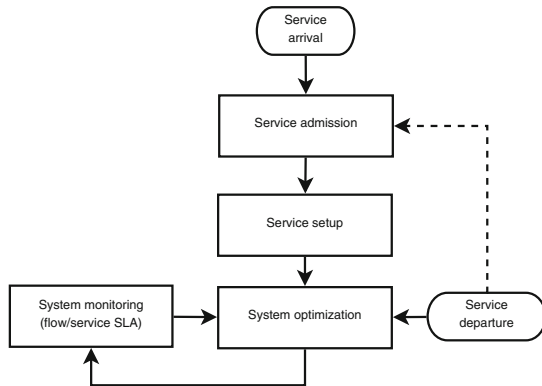 Service
arrival
Service admission
Service setup
System monitoring
(flow/service SLA)
System optimization
Service
departure